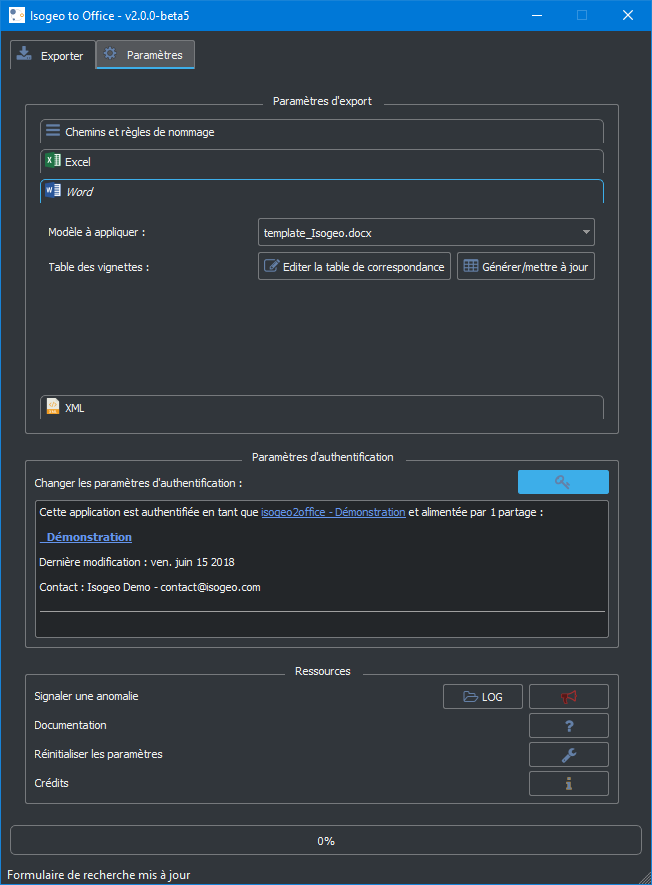 Isogeo to Office - v2.0.0-beta5
Exporter
Paramètres
Paramètres d'export
Chemins et règles de nommage
Excel
Word
Modèle à appliquer :
template_Isogeo.docx
Table des vignettes :
Editer la table de correspondance
Générer/mettre à jour
XML
Paramètres d'authentification
Changer les paramètres d'authentification :
Cette application est authentifiée en tant que isogeo2office - Démonstration et alimentée par 1 partage :
Démonstration
Dernière modification : ven. juin 15 2018
Contact : Isogeo Demo - contact@isogeo.com
Ressources
Signaler une anomalie
LOG
Documentation
?
Réinitialiser les paramètres
Crédits
0%
Formulaire de recherche mis à jour